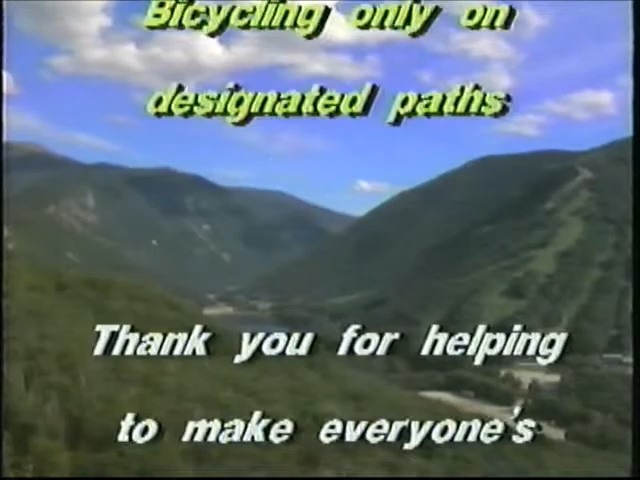 Bicycling only on
designated paths
Thank you for helping
to make everyone's